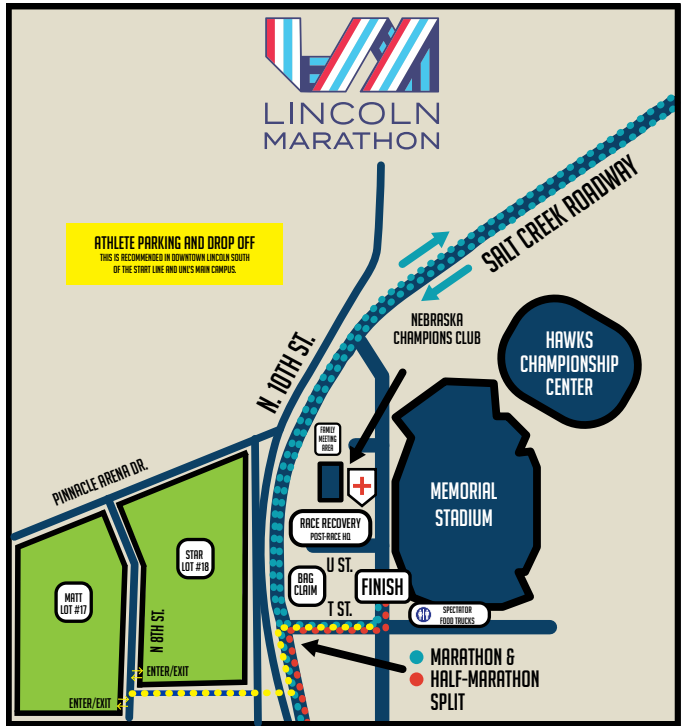 LINCOLN
MARATHON
SALT CREEK ROADWAY
ATHLETE PARKING AND DROP OFF
THIS IS RECOMMENDED IN DOWNTOWN LINCOLN SOUTH
OF THE START LINE AND UNL'S MAIN CAMPUS.
NEBRASKA
CHAMPIONS CLUB
HAWKS
CHAMPIONSHIP
CENTER
N. 10TH ST.
FAMILY
MEETING
AREA
PINNACLE ARENA DR.
MEMORIAL
STADIUM
RACE RECOVERY
POST-RACE HQ
STAR
LOT #18
U ST.
BAG
CLAIM
FINISH
MATT
LOT #17
T ST.
SPECTATOR
FOOD TRUCKS
N 8TH ST.
MARATHON &
HALF-MARATHON
SPLIT
ENTER/EXIT
ENTER/EXIT